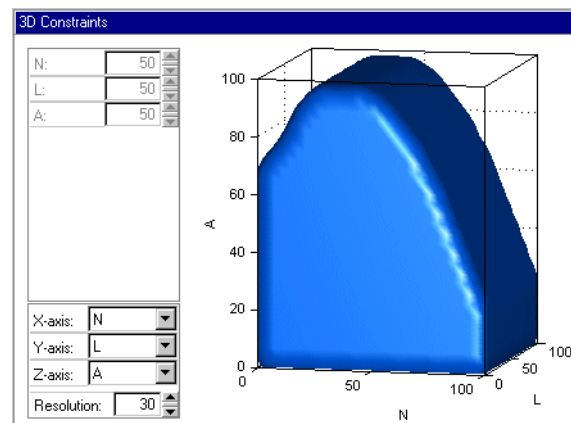 3D Constraints
N: 50
L: 50
A: 50
X-axis: N
Y-axis: L
Z-axis: A
Resolution: 30
100
80
60
40
20
0
A
0
50
100
N
0
50
100
L